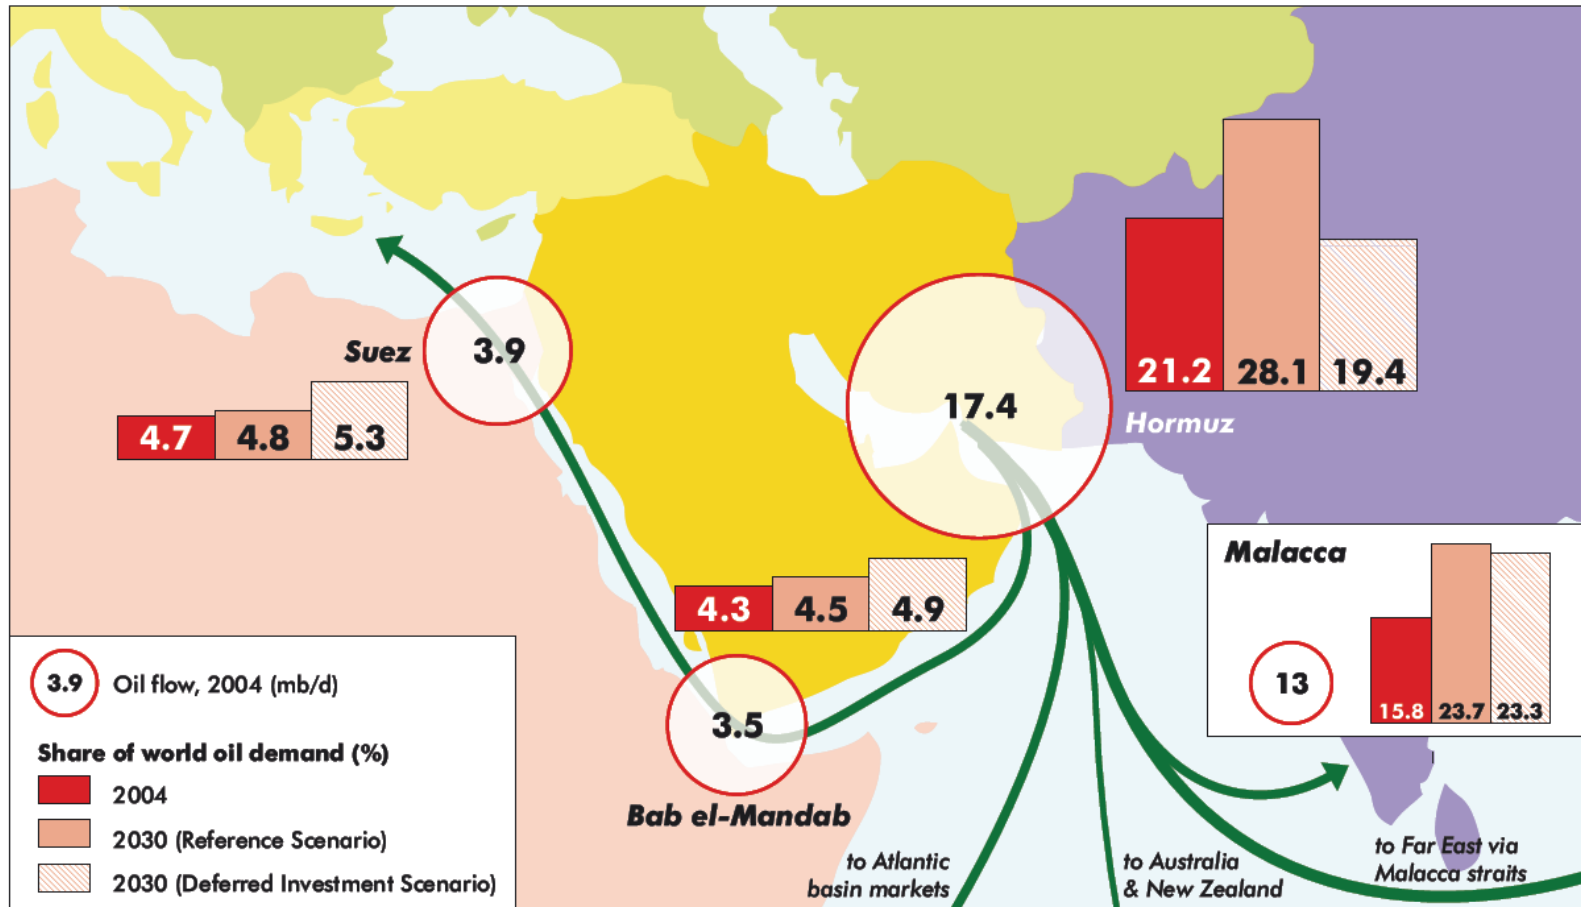 21.2 28.1 19.4
Hormuz
17.4
Suez
3.9
4.7 4.8 5.3
4.3 4.5 4.9
3.5
Bab el-Mandab
Malacca
13
15.8 23.7 23.3
3.9 Oil flow, 2004 (mb/d)
Share of world oil demand (%)
2004
2030 (Reference Scenario)
2030 (Deferred Investment Scenario)
to Atlantic
basin markets
to Australia
& New Zealand
to Far East via
Malacca straits